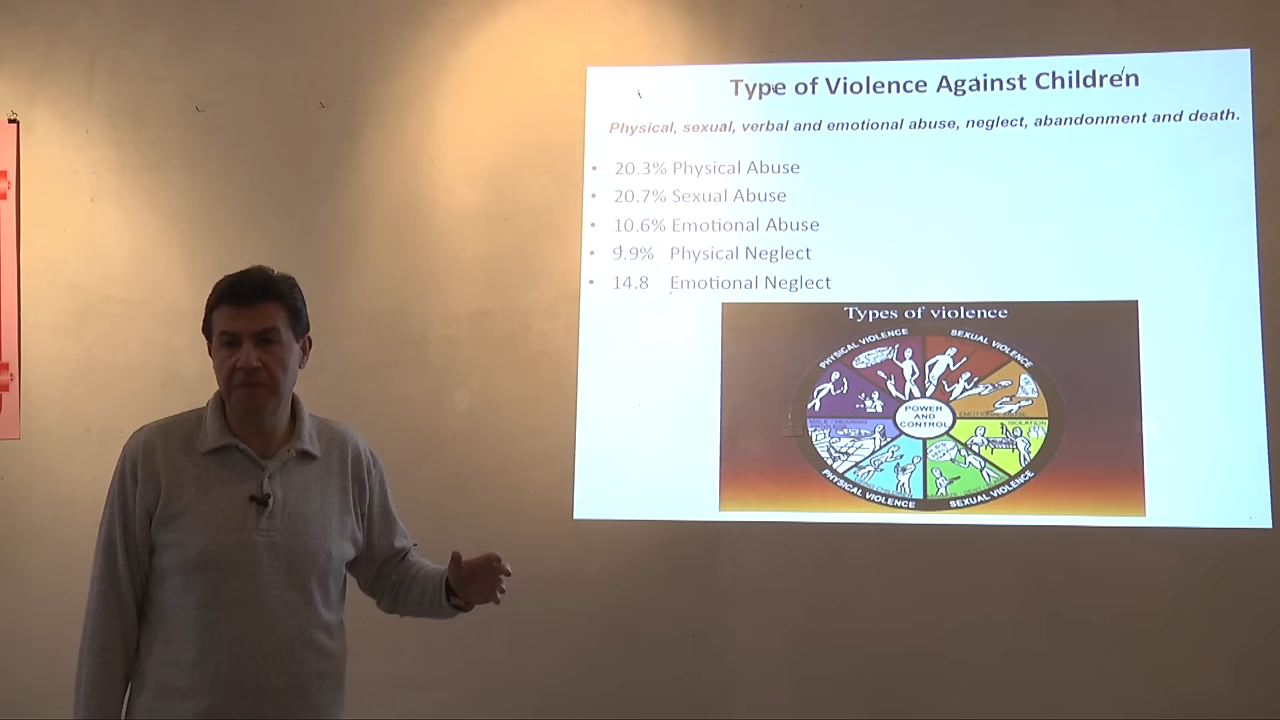 Type of Violence Against Children
Physical, sexual, verbal and emotional abuse, neglect, abandonment and death.
• 20.3% Physical Abuse
• 20.7% Sexual Abuse
• 10.6% Emotional Abuse
• 9.9% Physical Neglect
• 14.8 Emotional Neglect
Types of violence
PHYSICAL VIOLENCE
SEXUAL VIOLENCE
POWER
AND
CONTROL
EMOTIONAL ABUSE
ISOLATION
PHYSICAL VIOLENCE
SEXUAL VIOLENCE